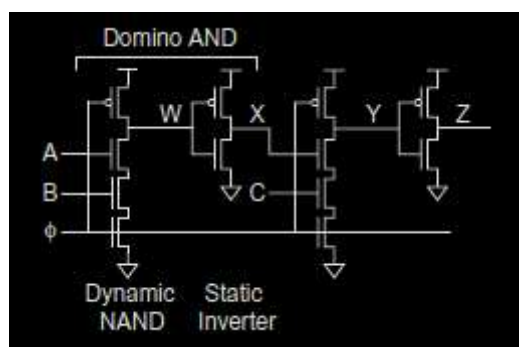 Domino AND
W
X
Y
Z
A
B
C
ϕ
Dynamic
NAND
Static
Inverter